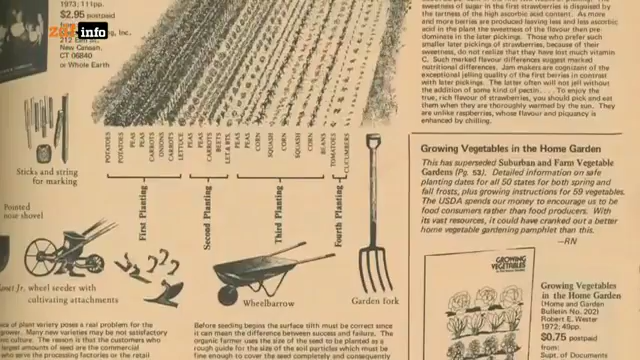 1973; 111pp.
$2.95 postpaid
info
New Canaan,
CT 06840
or Whole Earth
Sticks and string
for marking
Pointed
nose shovel
wheel seeder with
cultivating attachments
POTATOES
POTATOES
PEAS
PEAS
CARROTS
ONIONS
CARROTS
LETTUCE
PEAS
PEAS
CARROTS
BEETS
PEAS
PEAS
CORN
SQUASH
CORN
SQUASH
CORN
BEANS
TOMATOES
CUCUMBERS
First Planting
Second Planting
Third Planting
Fourth Planting
Wheelbarrow
Garden fork
of plant variety poses a real problem for the
grower. Many new varieties may be not satisfactory
culture. The reason is that the customers who
largest amounts of seed are the commercial
who serve the processing factories or the retail
Before seeding begins the surface tilth must be correct since
it can mean the difference between success and failure. The
organic farmer uses the size of the seed to be planted as a
rough guide for the size of the soil particles which must be
fine enough to cover the seed completely and consequently
sweetness of sugar in the first strawberries is disguised by
the tartness of the high ascorbic acid content. As more
and more berries are produced leaving less and less ascorbic
acid in the plant the sweetness of the flavour then pre-
dominates in the later pickings. Those who prefer such
smaller later pickings of strawberries, because of their
sweetness, do not realize that they have lost much vitamin
C. Such marked flavour differences suggest marked
nutritional differences. Jam makers are cognizant of the
exceptional jelling quality of the first berries in contrast
with later pickings. The latter often will not jell without
the addition of some kind of pectin. . . . To enjoy the
true, rich flavour of strawberries, you should pick and eat
them when they are thoroughly warmed by the sun. They
are unlike raspberries, whose flavour and piquancy is
enhanced by chilling.
Growing Vegetables in the Home Garden
This has superseded Suburban and Farm Vegetable
Gardens (Pg. 53). Detailed information on safe
planting dates for all 50 states for both spring and
fall frosts, plus growing instructions for 59 vegetables.
The USDA spends our money to encourage us to be
food consumers rather than food producers. With
its vast resources, it could have cranked out a better
home vegetable gardening pamphlet than this.
—RN
GROWING
VEGETABLES
Growing Vegetables
in the Home Garden
(Home and Garden
Bulletin No. 202)
Robert E. Wester
1972; 49pp.
$0.75 postpaid
from:
Supt. of Documents